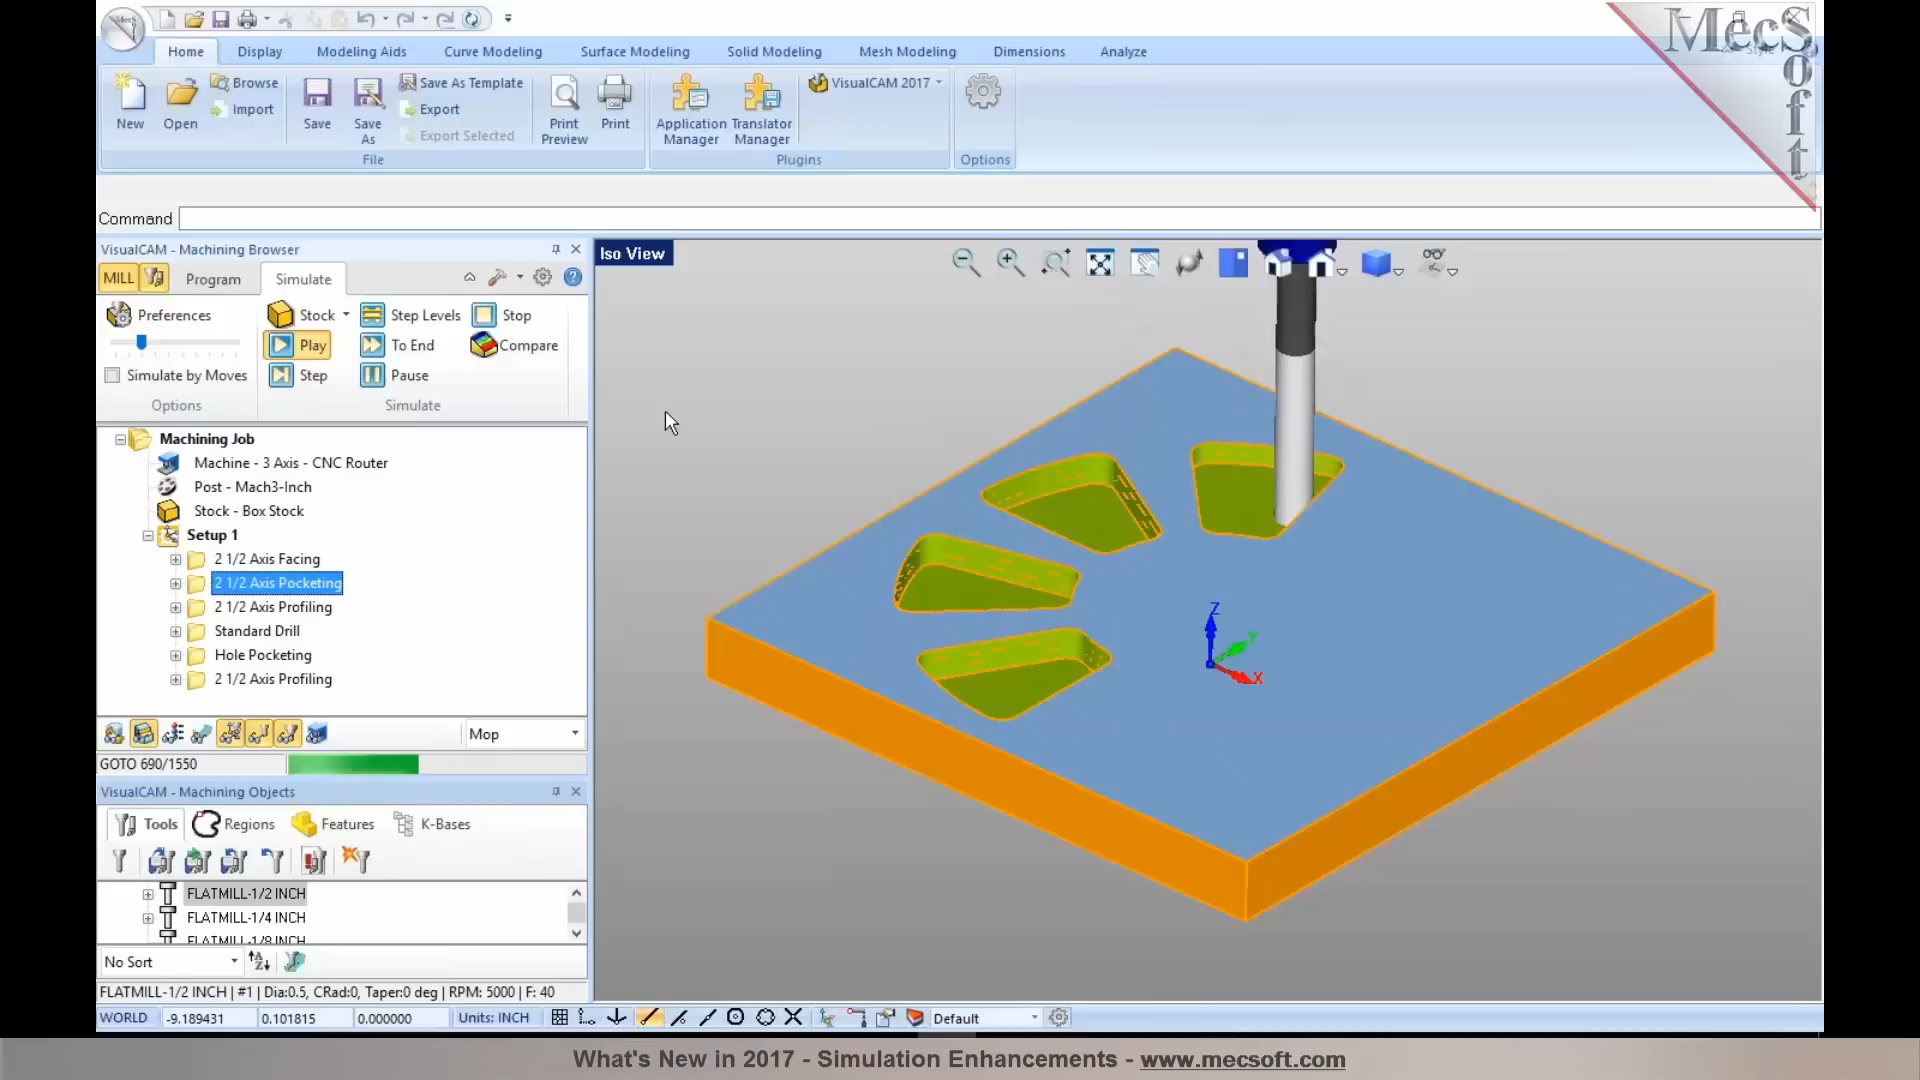 MecSoft
Home Display Modeling Aids Curve Modeling Surface Modeling Solid Modeling Mesh Modeling Dimensions Analyze
New Open Browse Import Save Save As Save As Template Export Export Selected Print Preview Print Application Manager Translator Manager VisualCAM 2017
File Plugins Options
Command
VisualCAM - Machining Browser
MILL Program Simulate
Preferences Stock Step Levels Stop
Play To End Compare
Simulate by Moves Step Pause
Options Simulate
Machining Job
Machine - 3 Axis - CNC Router
Post - Mach3-Inch
Stock - Box Stock
Setup 1
2 1/2 Axis Facing
2 1/2 Axis Pocketing
2 1/2 Axis Profiling
Standard Drill
Hole Pocketing
2 1/2 Axis Profiling
Mop
GOTO 690/1550
VisualCAM - Machining Objects
Tools Regions Features K-Bases
FLATMILL-1/2 INCH
FLATMILL-1/4 INCH
FLATMILL-1/8 INCH
No Sort
FLATMILL-1/2 INCH | #1 | Dia:0.5, CRad:0, Taper:0 deg | RPM: 5000 | F: 40
Iso View
Z
Y
X
WORLD -9.189431 0.101815 0.000000 Units: INCH Default
What's New in 2017 - Simulation Enhancements - www.mecsoft.com